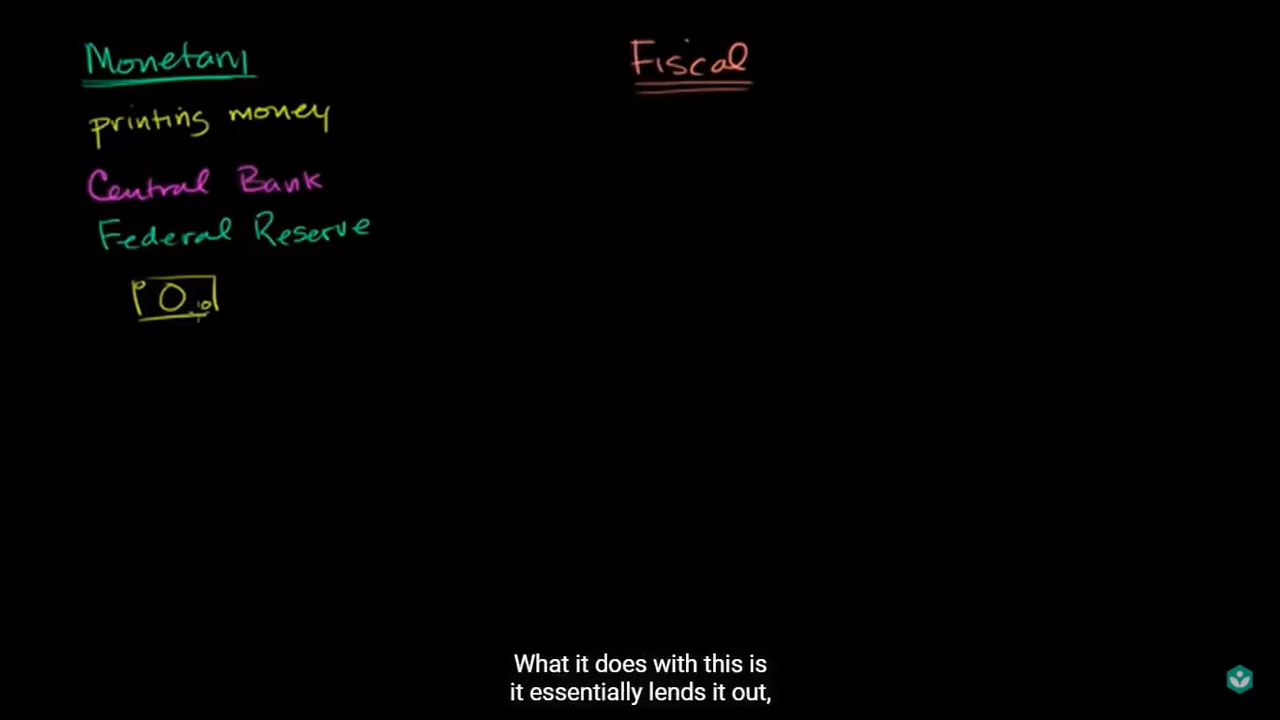 Monetary
Fiscal
printing money
Central Bank
Federal Reserve
What it does with this is
it essentially lends it out,